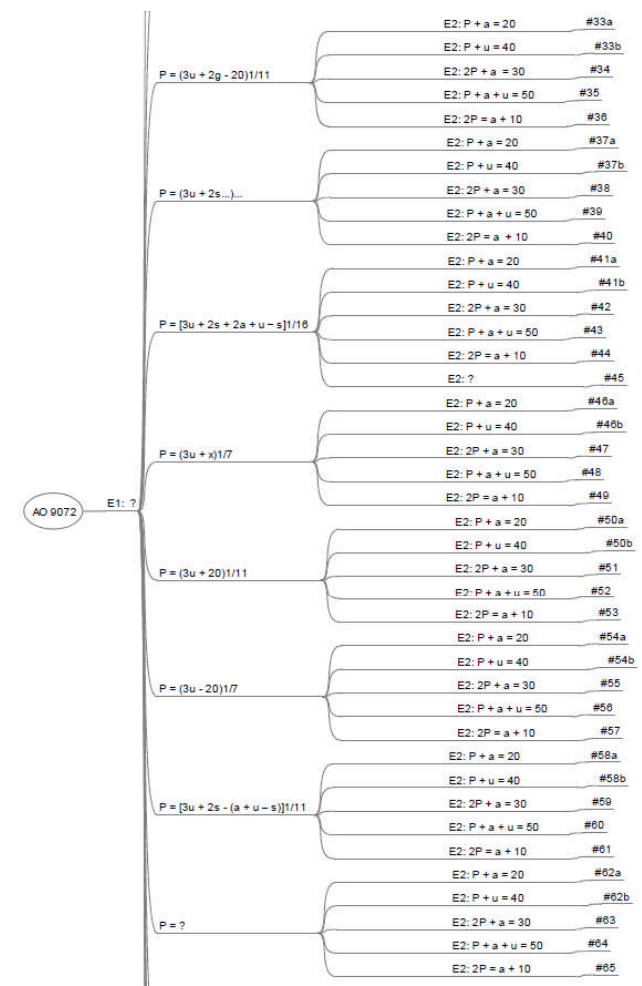 E2: P + a = 20 #33a
E2: P + u = 40 #33b
P = (3u + 2g - 20)1/11
E2: 2P + a = 30 #34
E2: P + a + u = 50 #35
E2: 2P = a + 10 #36
E2: P + a = 20 #37a
E2: P + u = 40 #37b
P = (3u + 2s...)...
E2: 2P + a = 30 #38
E2: P + a + u = 50 #39
E2: 2P = a + 10 #40
E2: P + a = 20 #41a
E2: P + u = 40 #41b
E2: 2P + a = 30 #42
P = [3u + 2s + 2a + u – s]1/16
E2: P + a + u = 50 #43
E2: 2P = a + 10 #44
E2: ? #45
E2: P + a = 20 #46a
E2: P + u = 40 #46b
E2: 2P + a = 30 #47
P = (3u + x)1/7
E2: P + a + u = 50 #48
E2: 2P = a + 10 #49
AO 9072 E1: ?
E2: P + a = 20 #50a
E2: P + u = 40 #50b
E2: 2P + a = 30 #51
P = (3u + 20)1/11
E2: P + a + u = 50 #52
E2: 2P = a + 10 #53
E2: P + a = 20 #54a
E2: P + u = 40 #54b
E2: 2P + a = 30 #55
P = (3u - 20)1/7
E2: P + a + u = 50 #56
E2: 2P = a + 10 #57
E2: P + a = 20 #58a
E2: P + u = 40 #58b
E2: 2P + a = 30 #59
P = [3u + 2s - (a + u – s)]1/11
E2: P + a + u = 50 #60
E2: 2P = a + 10 #61
E2: P + a = 20 #62a
E2: P + u = 40 #62b
E2: 2P + a = 30 #63
P = ?
E2: P + a + u = 50 #64
E2: 2P = a + 10 #65